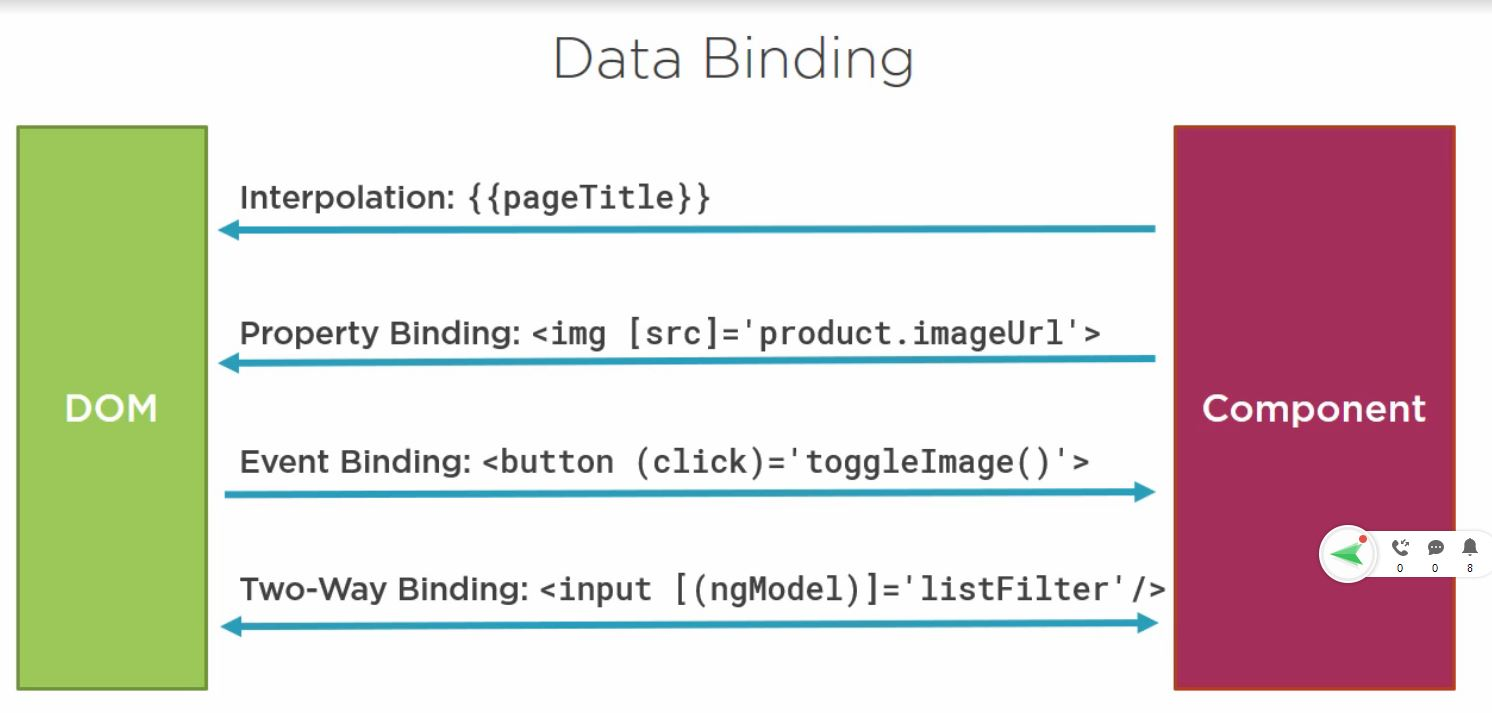 Data Binding
Interpolation: {{pageTitle}}
Property Binding: <img [src]='product.imageUrl'>
DOM
Component
Event Binding: <button (click)='toggleImage()'>
0 0 8
Two-Way Binding: <input [(ngModel)]='listFilter'/>